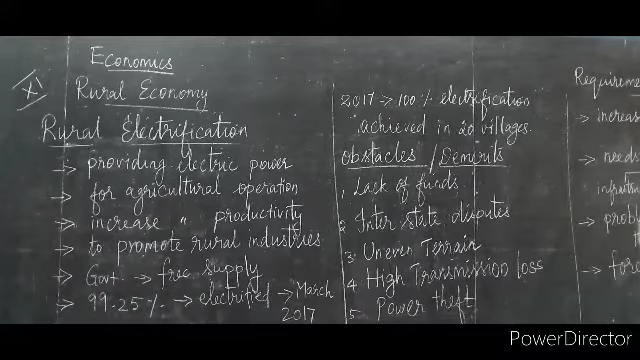 Economics
XI
Rural Economy
Rural Electrification
→ providing electric power
→ for agricultural operation
→ increase " productivity
→ to promote rural industries
→ Govt. → free supply
→ 99.25% → electrified → March 2017
2017 → 100% electrification
achieved in 20 villages.
Obstacles / Demerits
1. Lack of funds.
2. Inter state disputes
3. Uneven Terrain
4. High Transmission loss
5. Power theft
Requireme
→ increas
→ needs
infrastru
→ probl
→ forc
PowerDirector